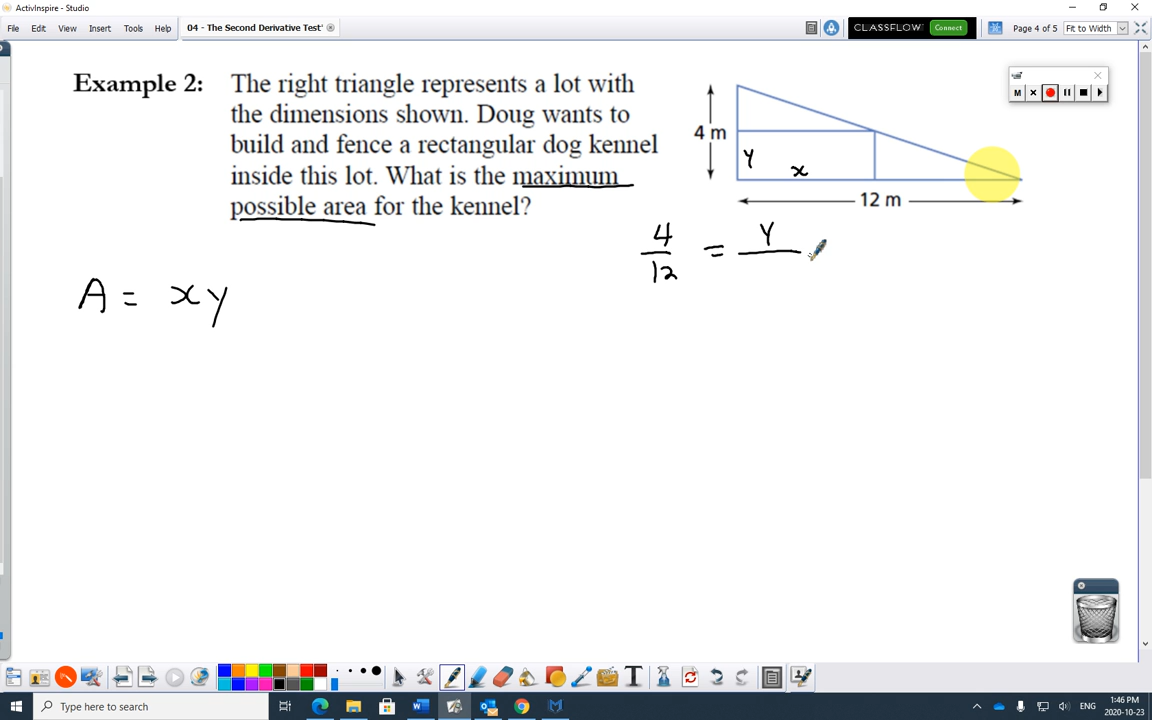 ActivInspire - Studio
File Edit View Insert Tools Help
04 - The Second Derivative Test'
CLASSFLOW Connect
Page 4 of 5 Fit to Width
Example 2: The right triangle represents a lot with
the dimensions shown. Doug wants to
build and fence a rectangular dog kennel
inside this lot. What is the maximum
possible area for the kennel?
4 m
y
x
12 m
M
4/12 = y/
A = xy
T
Type here to search
ENG
1:46 PM
2020-10-23